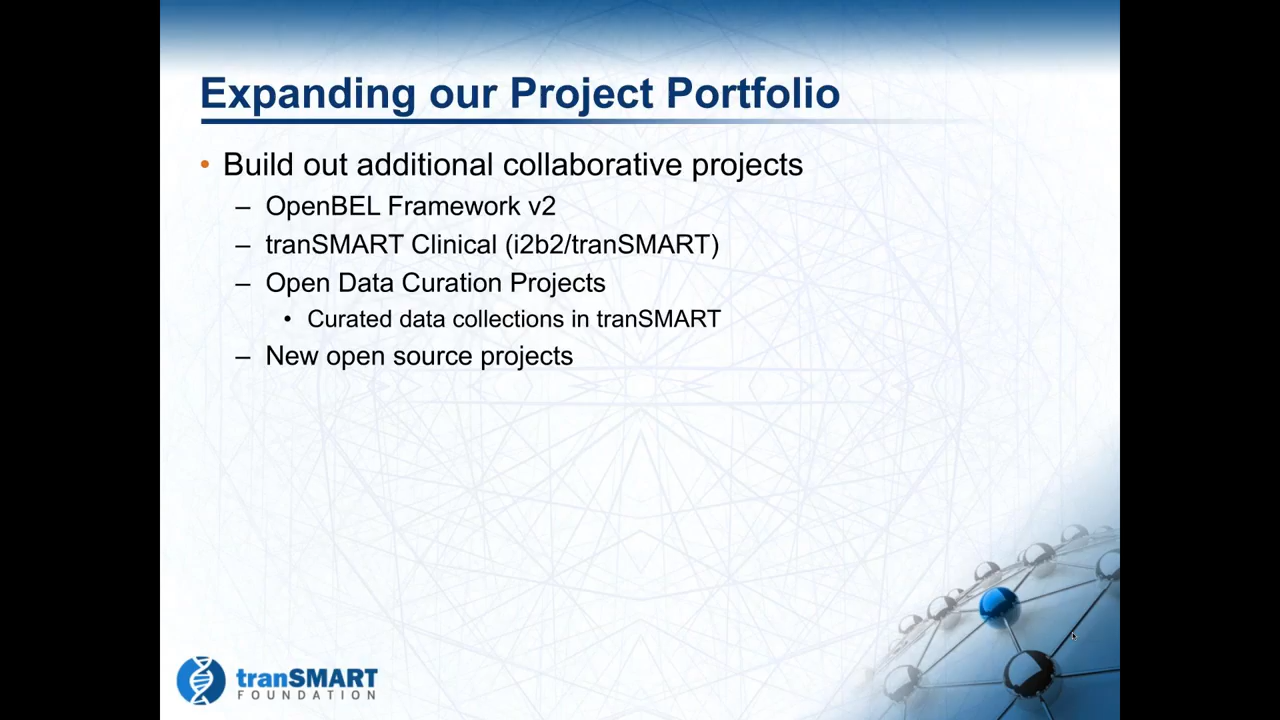 Expanding our Project Portfolio
• Build out additional collaborative projects
– OpenBEL Framework v2
– tranSMART Clinical (i2b2/tranSMART)
– Open Data Curation Projects
• Curated data collections in tranSMART
– New open source projects
tranSMART
FOUNDATION